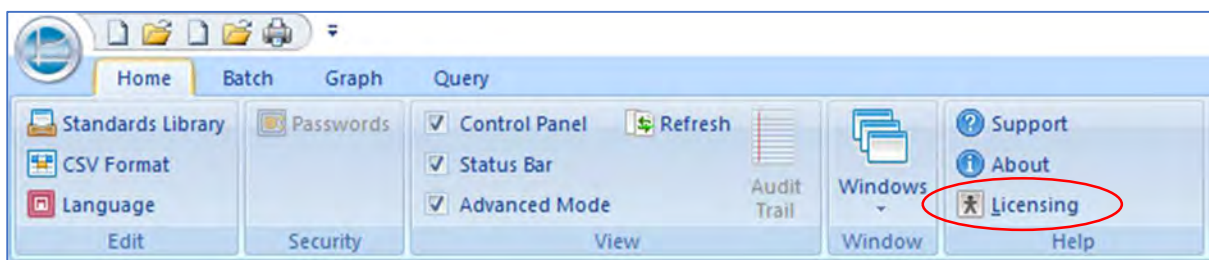 Home Batch Graph Query
Standards Library
CSV Format
Language
Edit
Passwords
Security
Control Panel
Status Bar
Advanced Mode
Refresh
Audit
Trail
View
Windows
Window
Support
About
Licensing
Help